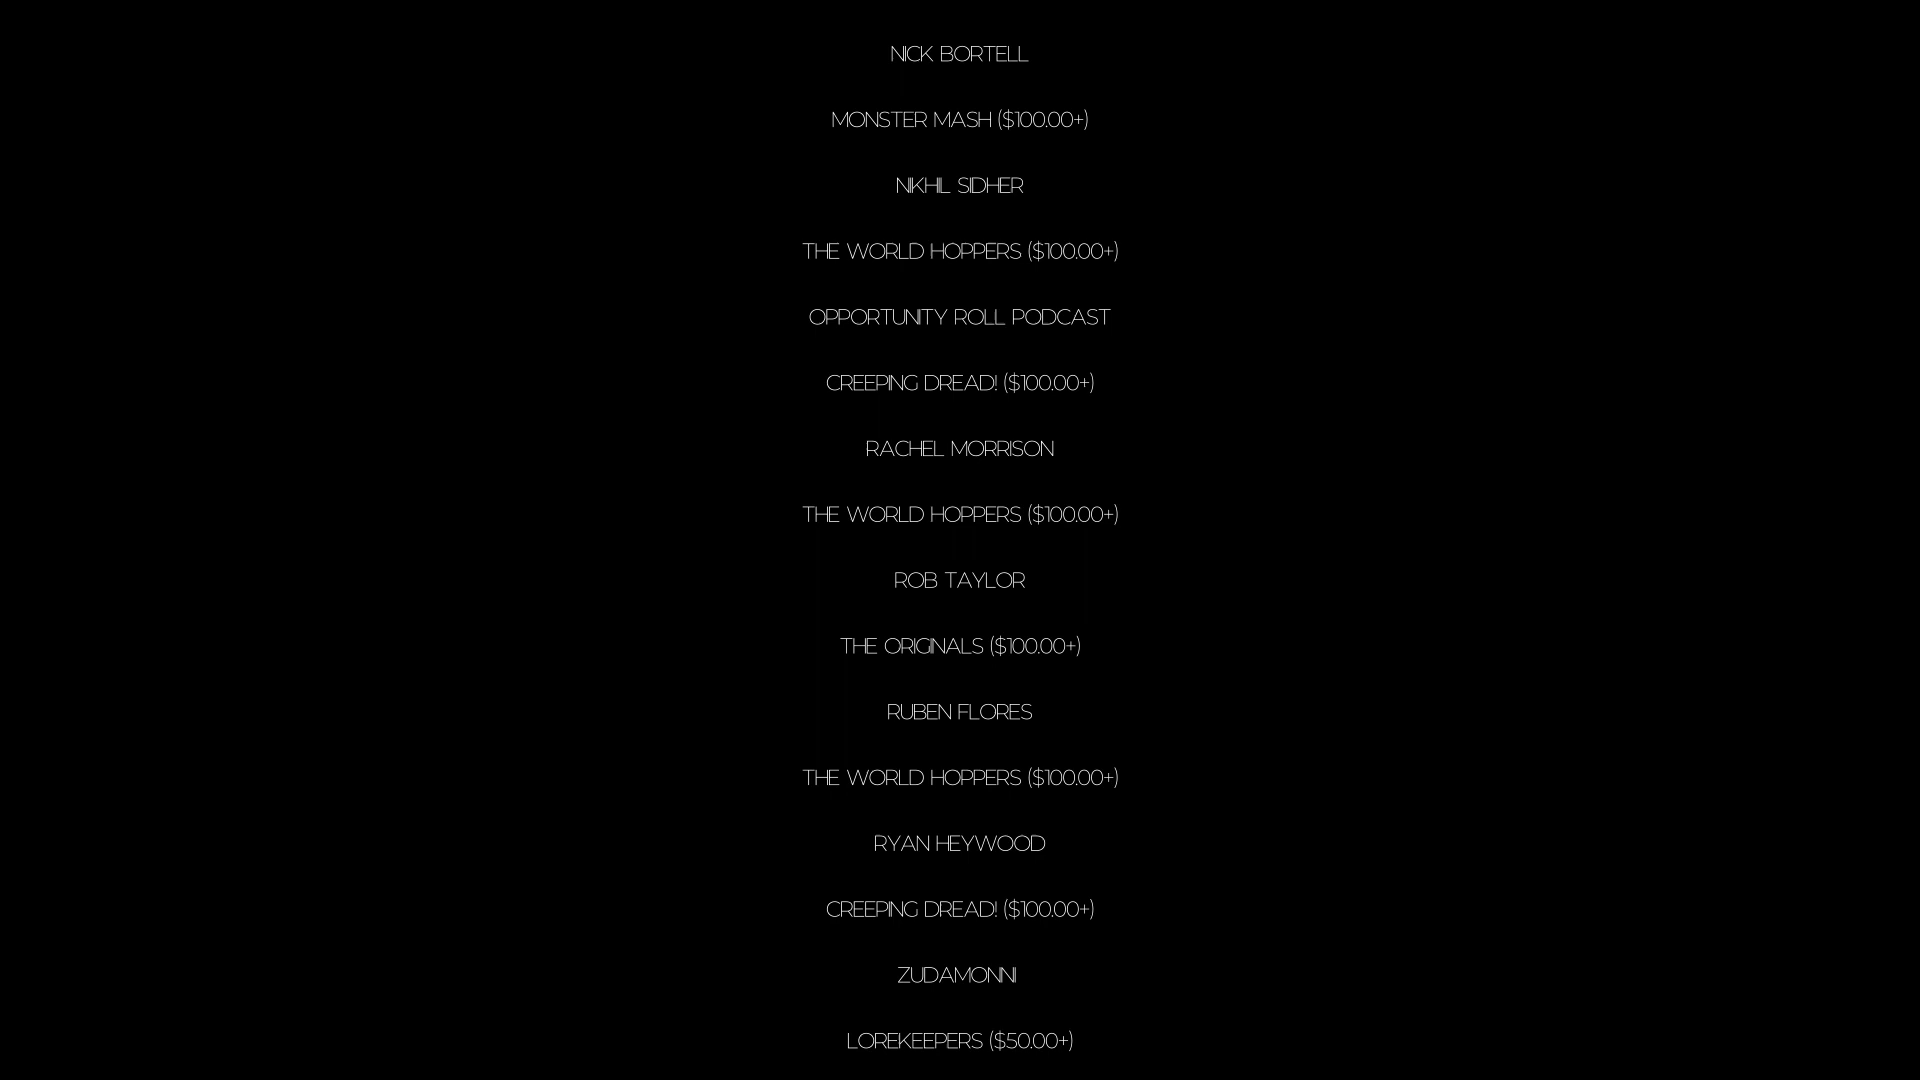 NICK BORTELL
MONSTER MASH ($100.00+)
NIKHIL SIDHER
THE WORLD HOPPERS ($100.00+)
OPPORTUNITY ROLL PODCAST
CREEPING DREAD! ($100.00+)
RACHEL MORRISON
THE WORLD HOPPERS ($100.00+)
ROB TAYLOR
THE ORIGINALS ($100.00+)
RUBEN FLORES
THE WORLD HOPPERS ($100.00+)
RYAN HEYWOOD
CREEPING DREAD! ($100.00+)
ZUDAMONNI
LOREKEEPERS ($50.00+)